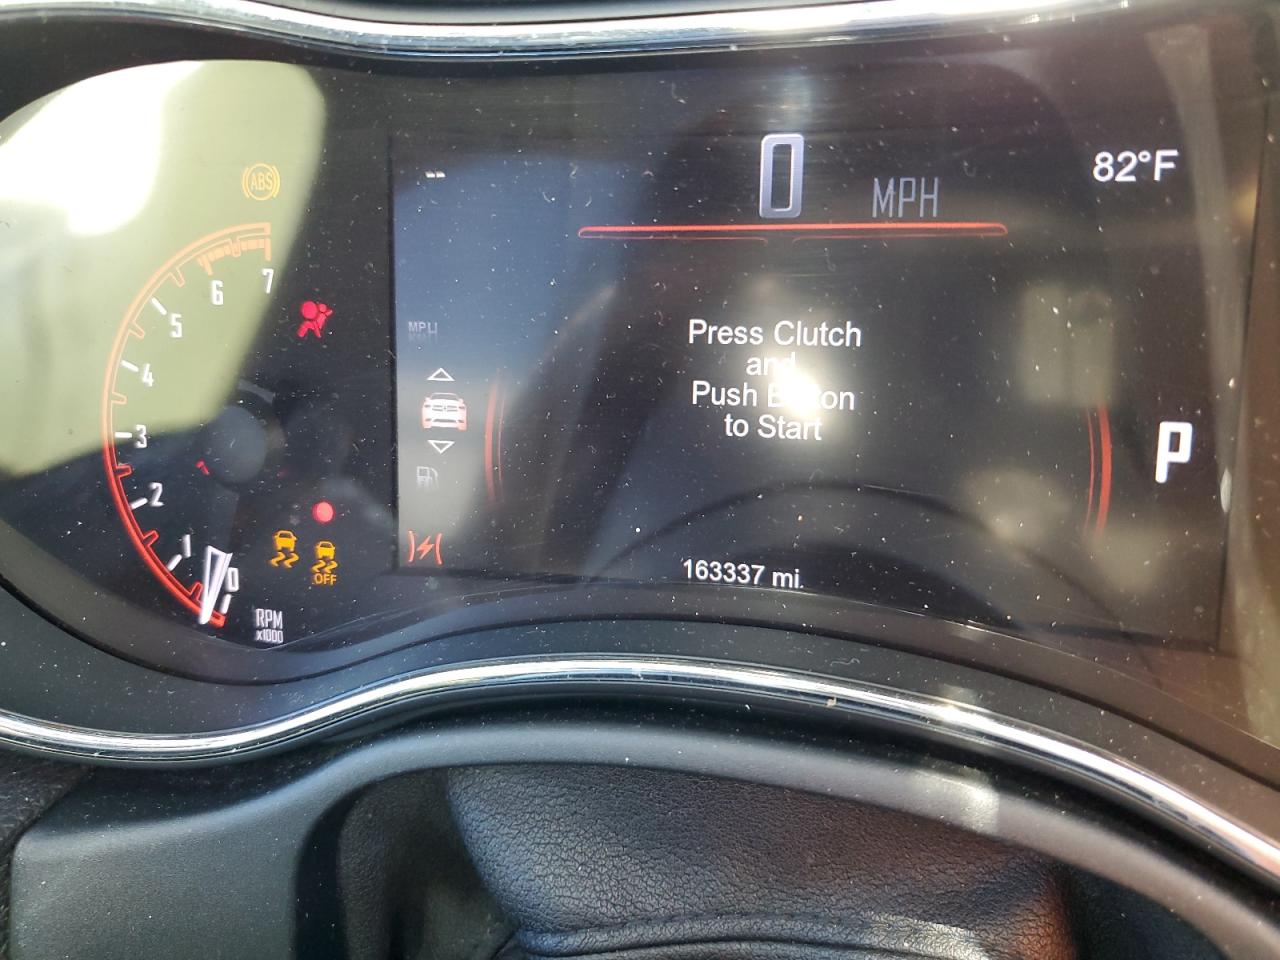 0 MPH
82°F
--
ABS
7
6
5
4
3
2
1
0
RPM
x1000
OFF
MPH
Press Clutch
and
Push
to Start
P
163337 mi.